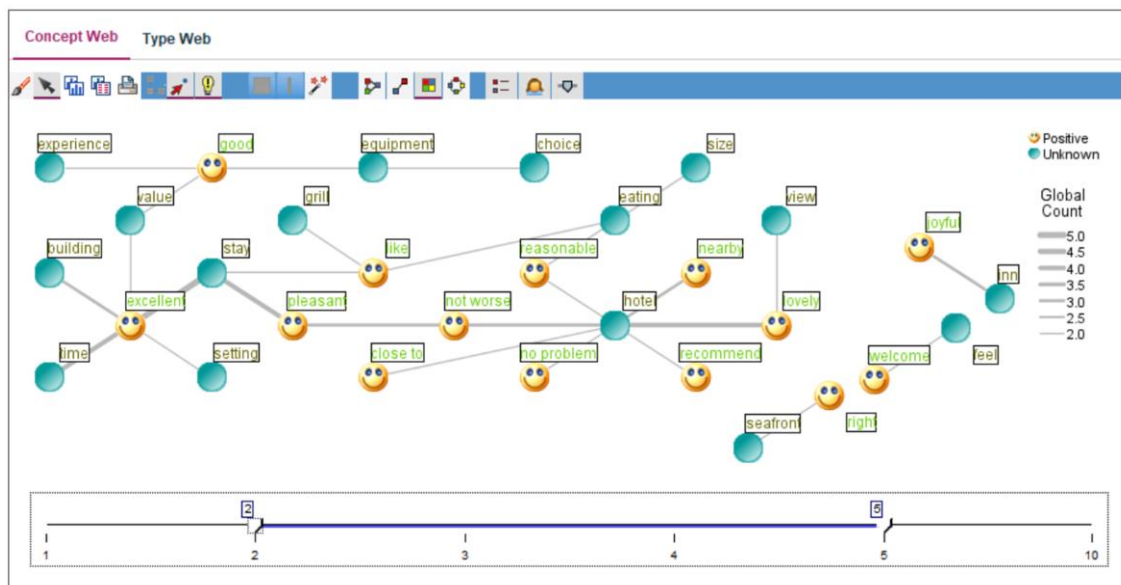 Concept Web Type Web
experience good equipment choice size
Positive
Unknown
value grill eating view
Global
Count
joyful
building stay like reasonable nearby
5.0
4.5
4.0
3.5
3.0
2.5
2.0
inn
excellent pleasant not worse hotel lovely
time setting close to no problem recommend welcome feel
seafront right
2 5
1 2 3 4 5 10